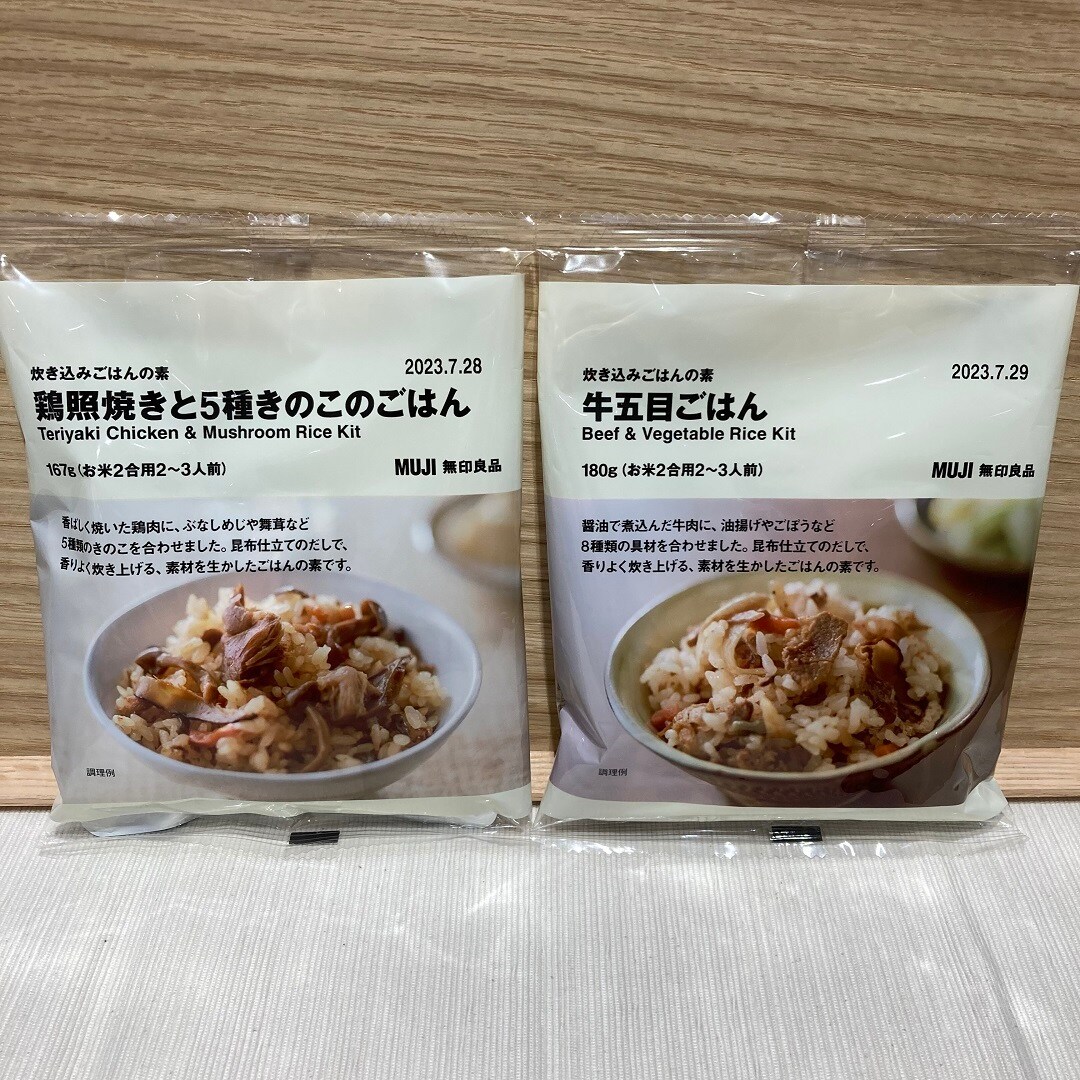 炊き込みごはんの素
2023.7.28
鶏照焼きと5種きのこのごはん
Teriyaki Chicken & Mushroom Rice Kit
167g(お米2合用2〜3人前)
MUJI 無印良品
香ばしく焼いた鶏肉に、ぶなしめじや舞茸など
5種類のきのこを合わせました。昆布仕立てのだしで、
香りよく炊き上げる、素材を生かしたごはんの素です。
調理例
炊き込みごはんの素
2023.7.29
牛五目ごはん
Beef & Vegetable Rice Kit
180g(お米2合用2〜3人前)
MUJI 無印良品
醤油で煮込んだ牛肉に、油揚げやごぼうなど
8種類の具材を合わせました。昆布仕立てのだしで、
香りよく炊き上げる、素材を生かしたごはんの素です。
調理例